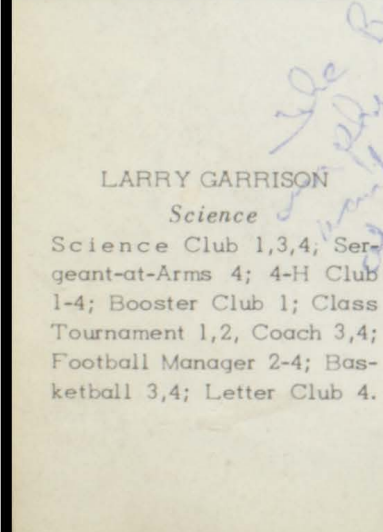 The
LARRY GARRISON
Science
Science Club 1,3,4; Ser-
geant-at-Arms 4; 4-H Club
1-4; Booster Club 1; Class
Tournament 1,2, Coach 3,4;
Football Manager 2-4; Bas-
ketball 3,4; Letter Club 4.